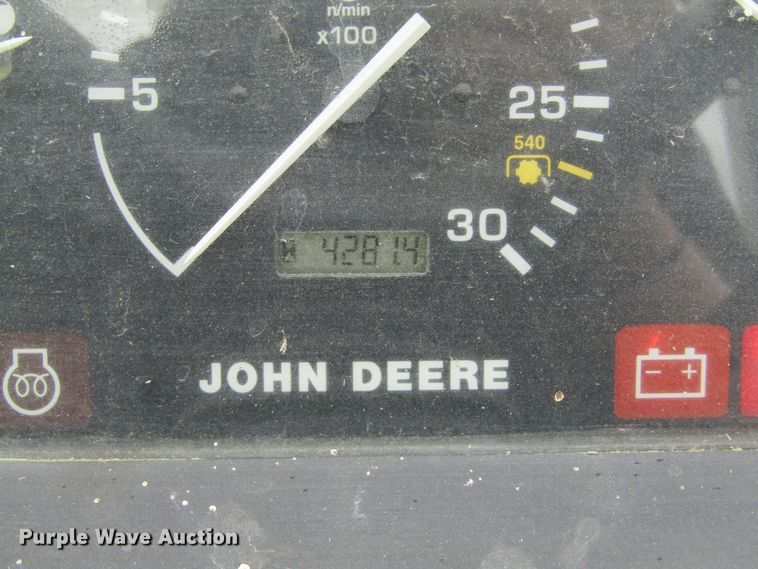 n/min
x100
5
25
540
30
4281.4
JOHN DEERE
- +
Purple Wave Auction